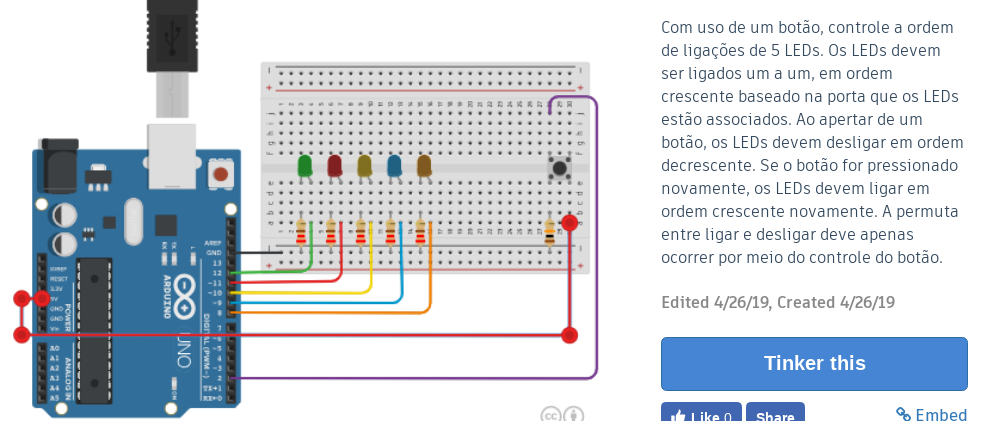 Com uso de um botão, controle a ordem
de ligações de 5 LEDs. Os LEDs devem
ser ligados um a um, em ordem
crescente baseado na porta que os LEDs
estão associados. Ao apertar de um
botão, os LEDs devem desligar em ordem
decrescente. Se o botão for pressionado
novamente, os LEDs devem ligar em
ordem crescente novamente. A permuta
entre ligar e desligar deve apenas
ocorrer por meio do controle do botão.
Edited 4/26/19, Created 4/26/19
Tinker this
Like 0
Share
Embed
AREF
GND
13
12
~11
~10
~9
8
7
~6
~5
4
~3
2
TX→1
RX←0
IOREF
RESET
3.3V
5V
GND
GND
Vin
A0
A1
A2
A3
A4
A5
POWER
ANALOG IN
DIGITAL (PWM~)
ARDUINO
UNO
TX
RX
L
ON
cc